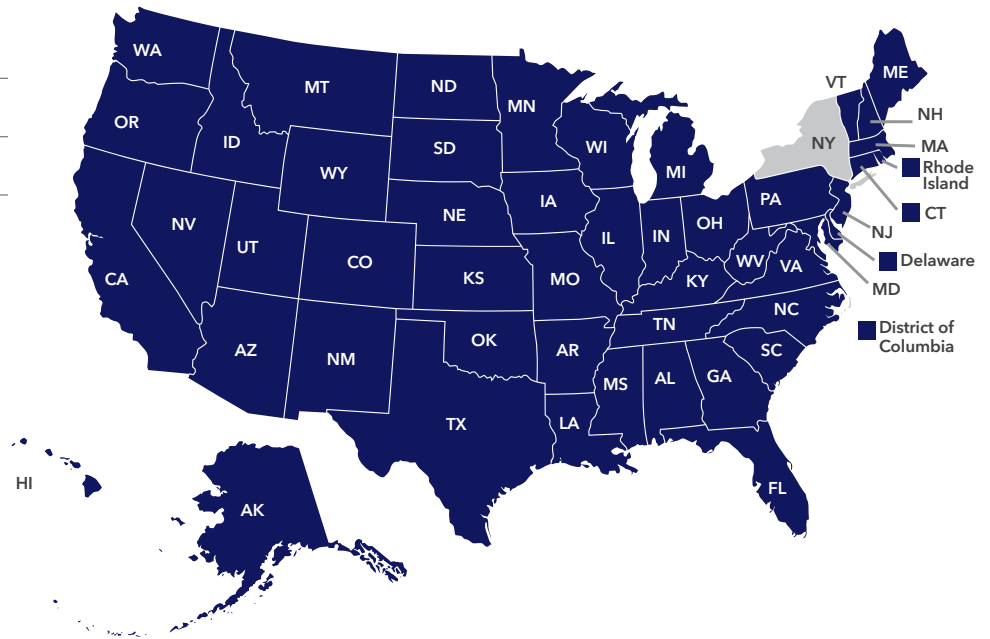 WA
ME
VT
MT
ND
MN
NH
OR
ID
SD
WI
NY
MA
MI
Rhode
Island
WY
PA
IA
NE
CT
NV
OH
NJ
UT
IL
IN
CO
WV
VA
Delaware
CA
KS
MO
KY
MD
NC
TN
District of
Columbia
OK
AZ
NM
AR
SC
MS
AL
GA
TX
LA
HI
FL
AK